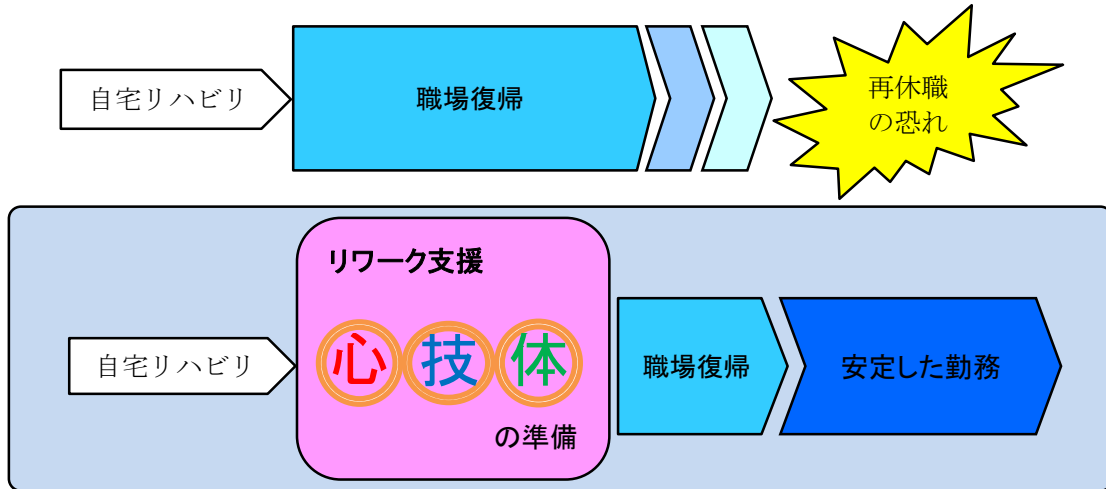 自宅リハビリ
職場復帰
再休職
の恐れ
リワーク支援
自宅リハビリ
心技体
の準備
職場復帰
安定した勤務